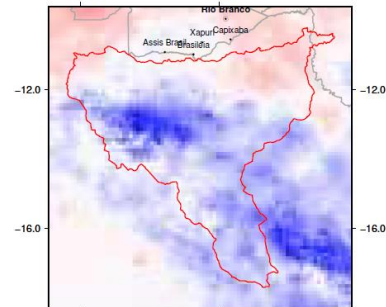 Rio Branco
Xapuri Capixaba
Assis Brasil Brasiléia
−12.0 −12.0
−16.0 −16.0